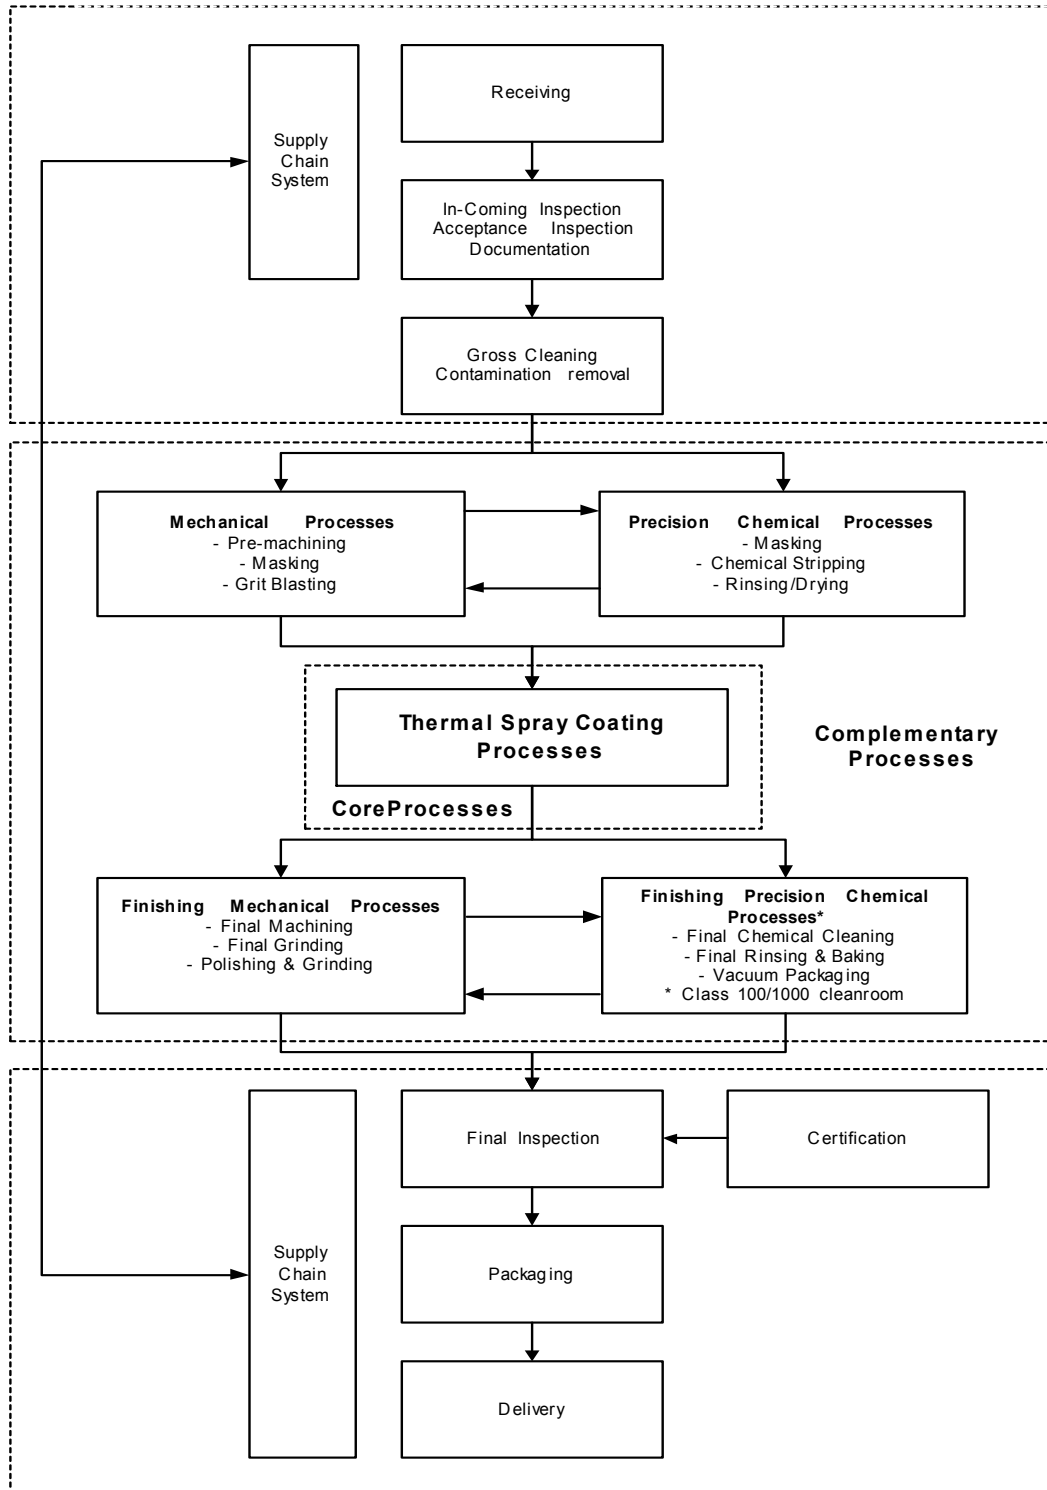 Receiving
Supply
Chain
System
In-Coming Inspection
Acceptance Inspection
Documentation
Gross Cleaning
Contamination removal
Mechanical Processes
- Pre-machining
- Masking
- Grit Blasting
Precision Chemical Processes
- Masking
- Chemical Stripping
- Rinsing/Drying
Thermal Spray Coating
Processes
CoreProcesses
Complementary
Processes
Finishing Mechanical Processes
- Final Machining
- Final Grinding
- Polishing & Grinding
Finishing Precision Chemical
Processes*
- Final Chemical Cleaning
- Final Rinsing & Baking
- Vacuum Packaging
* Class 100/1000 cleanroom
Supply
Chain
System
Final Inspection
Certification
Packaging
Delivery